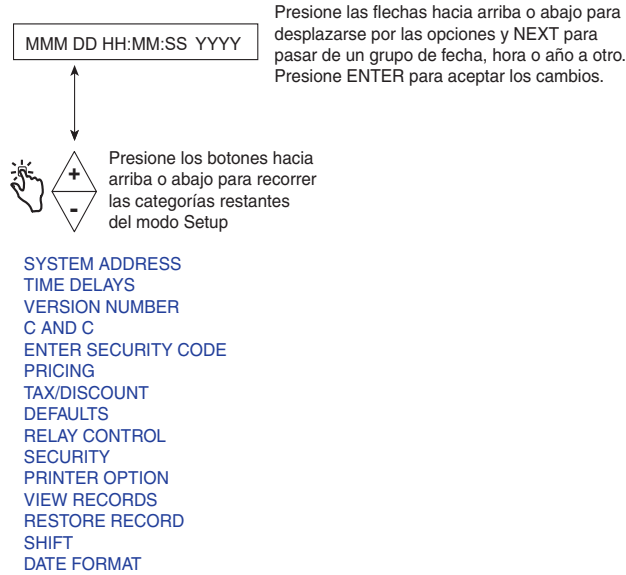 Presione las flechas hacia arriba o abajo para
desplazarse por las opciones y NEXT para
pasar de un grupo de fecha, hora o año a otro.
Presione ENTER para aceptar los cambios.
MMM DD HH:MM:SS YYYY
+
-
Presione los botones hacia
arriba o abajo para recorrer
las categorías restantes
del modo Setup
SYSTEM ADDRESS
TIME DELAYS
VERSION NUMBER
C AND C
ENTER SECURITY CODE
PRICING
TAX/DISCOUNT
DEFAULTS
RELAY CONTROL
SECURITY
PRINTER OPTION
VIEW RECORDS
RESTORE RECORD
SHIFT
DATE FORMAT